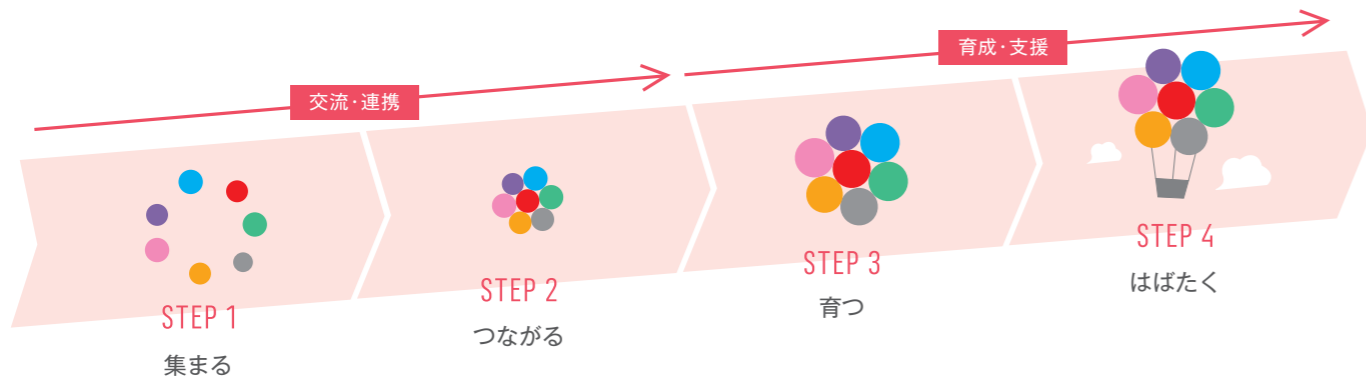 交流・連携
育成・支援
STEP 1
集まる
STEP 2
つながる
STEP 3
育つ
STEP 4
はばたく